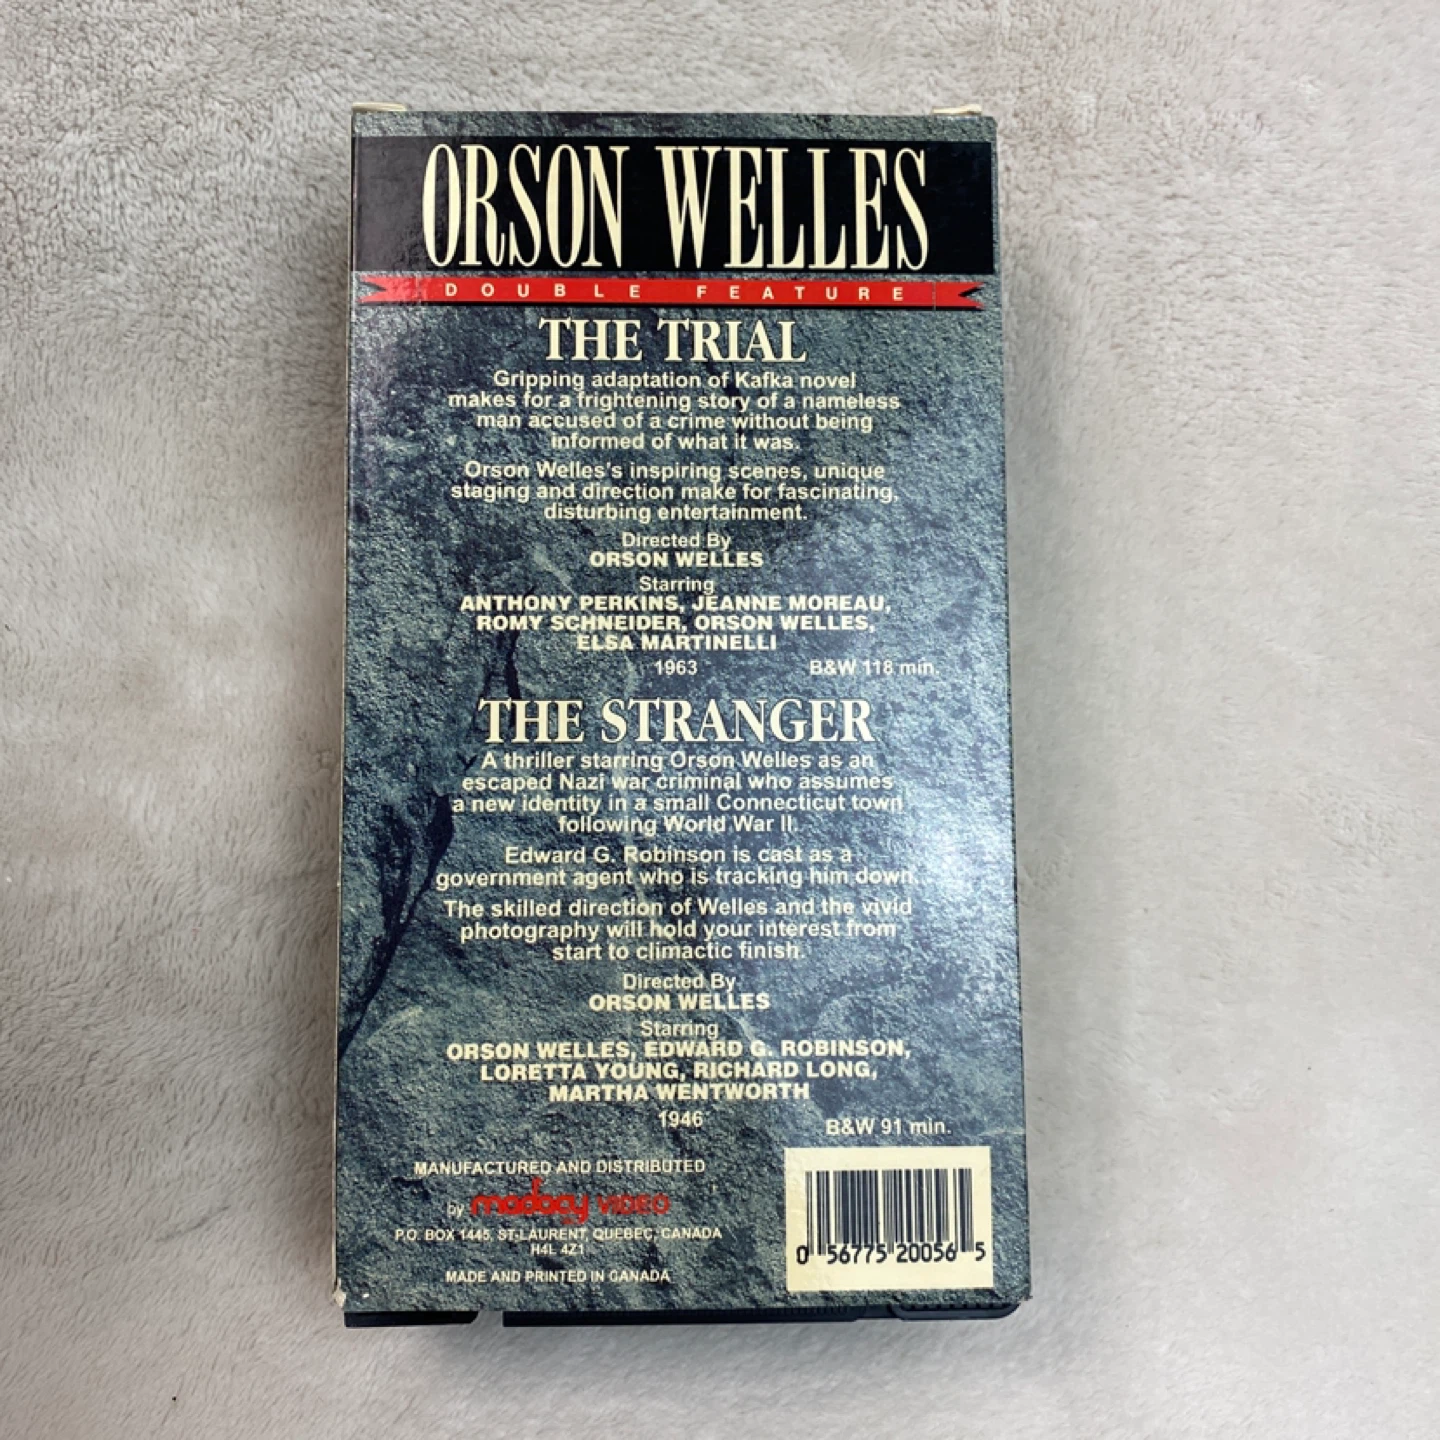 ORSON WELLES
DOUBLE FEATURE
THE TRIAL
Gripping adaptation of Kafka novel
makes for a frightening story of a nameless
man accused of a crime without being
informed of what it was.
Orson Welles's inspiring scenes, unique
staging and direction make for fascinating,
disturbing entertainment.
Directed By
ORSON WELLES
Starring
ANTHONY PERKINS, JEANNE MOREAU,
ROMY SCHNEIDER, ORSON WELLES,
ELSA MARTINELLI
1963 B&W 118 min.
THE STRANGER
A thriller starring Orson Welles as an
escaped Nazi war criminal who assumes
a new identity in a small Connecticut town
following World War II.
Edward G. Robinson is cast as a
government agent who is tracking him down...
The skilled direction of Welles and the vivid
photography will hold your interest from
start to climactic finish.
Directed By
ORSON WELLES
Starring
ORSON WELLES, EDWARD G. ROBINSON,
LORETTA YOUNG, RICHARD LONG,
MARTHA WENTWORTH
1946 B&W 91 min.
MANUFACTURED AND DISTRIBUTED
by madacy VIDEO
P.O. BOX 1445, ST-LAURENT, QUEBEC, CANADA
H4L 4Z1
MADE AND PRINTED IN CANADA
0 56775 20056 5